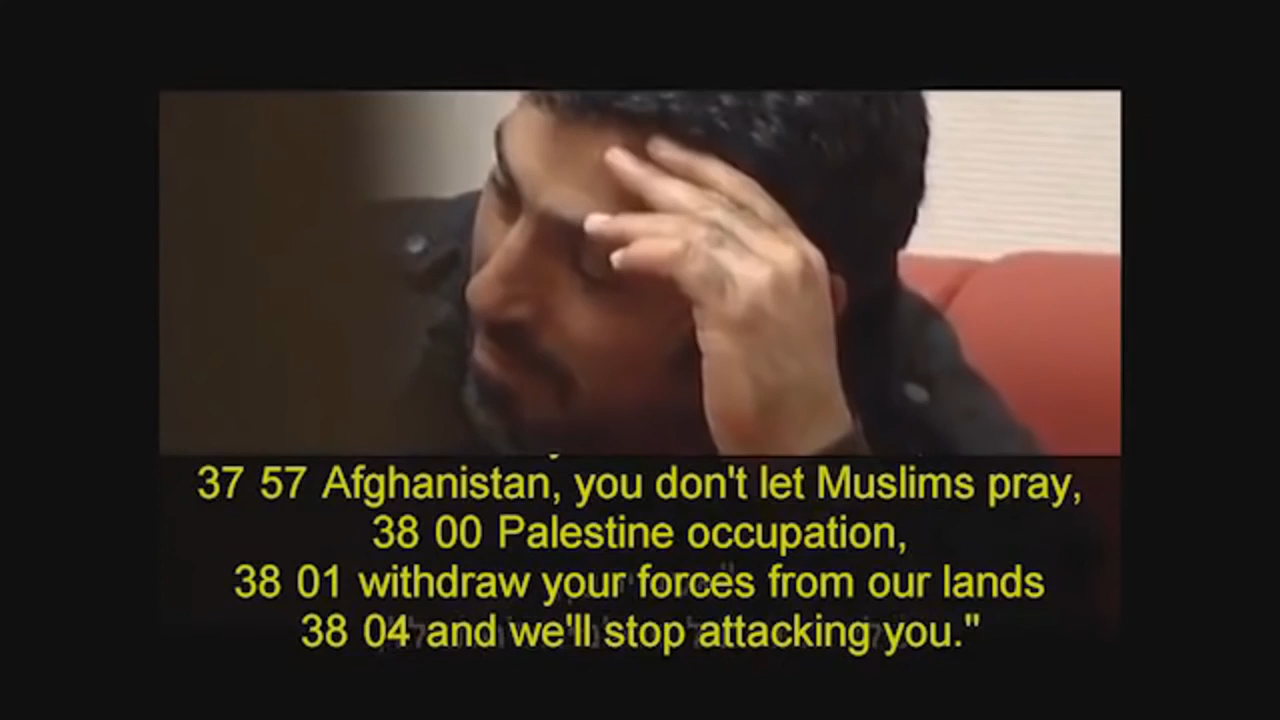 37 57 Afghanistan, you don't let Muslims pray,
38 00 Palestine occupation,
38 01 withdraw your forces from our lands
38 04 and we'll stop attacking you."